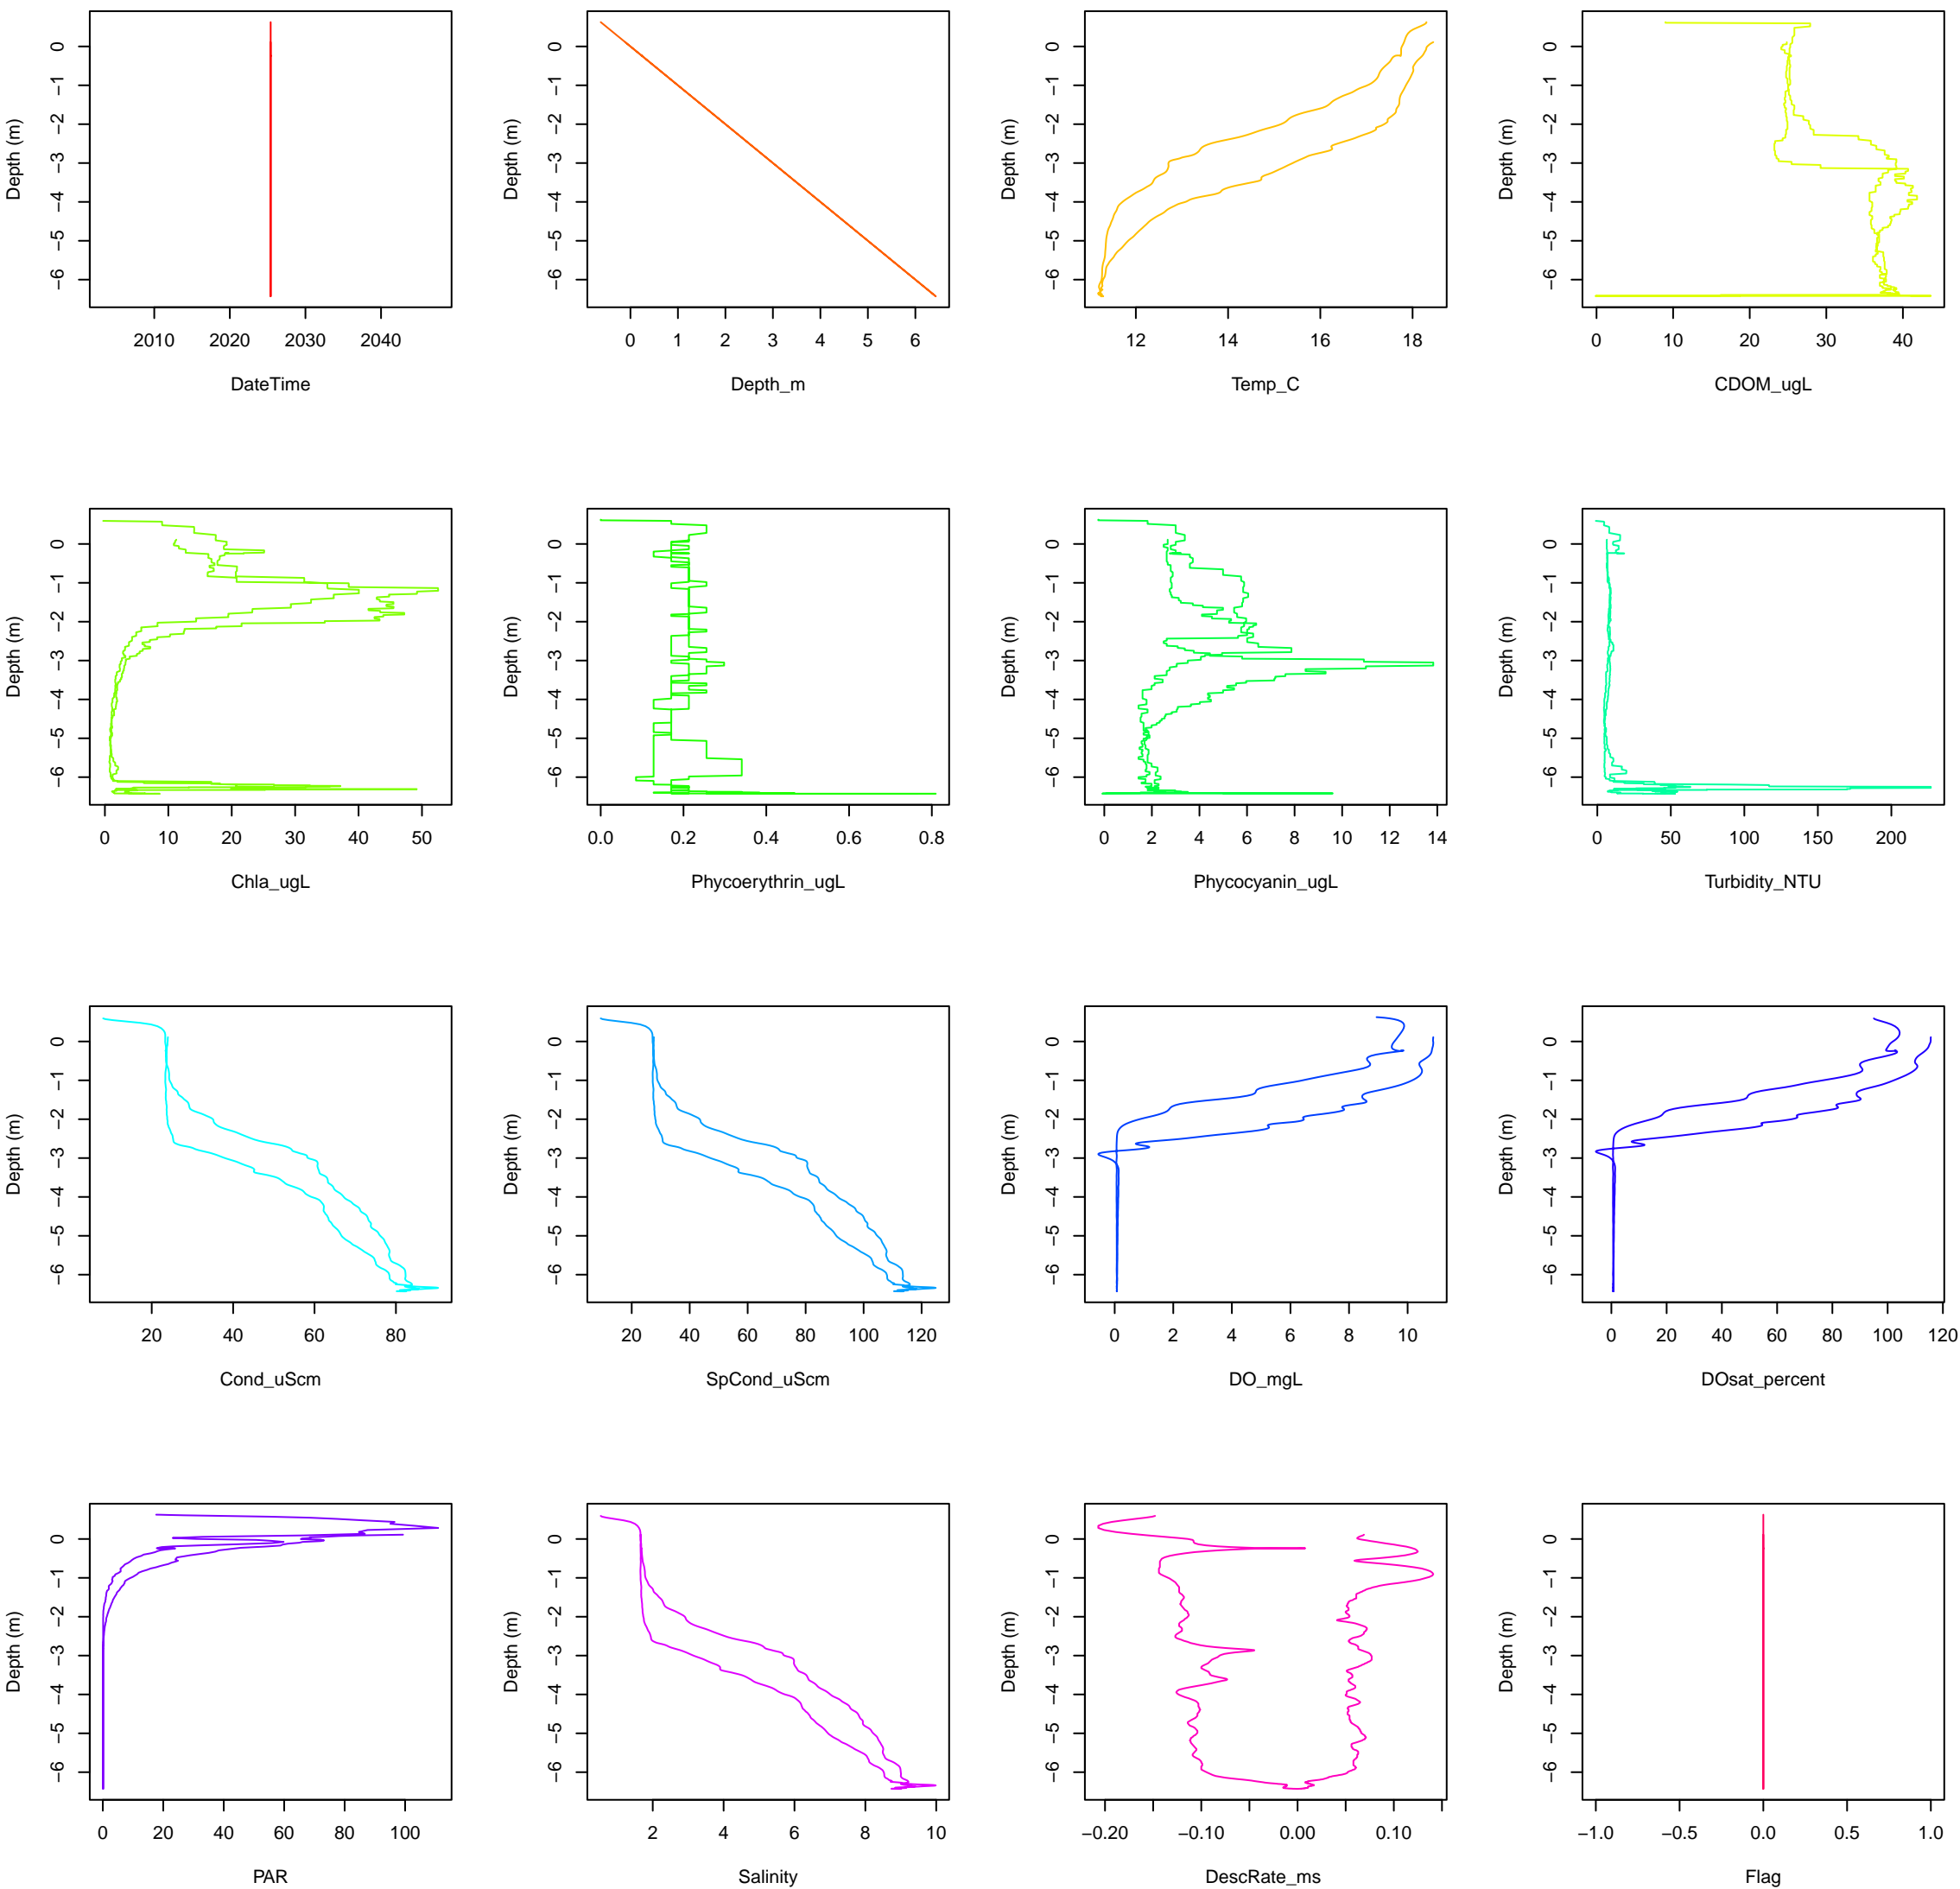 Depth (m) Depth (m) Depth (m) Depth (m)
0 0 0 0
−1 −1 −1 −1
−2 −2 −2 −2
−3 −3 −3 −3
−4 −4 −4 −4
−5 −5 −5 −5
−6 −6 −6 −6
2010 2020 2030 2040 0 1 2 3 4 5 6 12 14 16 18 0 10 20 30 40
DateTime Depth_m Temp_C CDOM_ugL
Depth (m) Depth (m) Depth (m) Depth (m)
0 0 0 0
−1 −1 −1 −1
−2 −2 −2 −2
−3 −3 −3 −3
−4 −4 −4 −4
−5 −5 −5 −5
−6 −6 −6 −6
0 10 20 30 40 50 0.0 0.2 0.4 0.6 0.8 0 2 4 6 8 10 12 14 0 50 100 150 200
Chla_ugL Phycoerythrin_ugL Phycocyanin_ugL Turbidity_NTU
Depth (m) Depth (m) Depth (m) Depth (m)
0 0 0 0
−1 −1 −1 −1
−2 −2 −2 −2
−3 −3 −3 −3
−4 −4 −4 −4
−5 −5 −5 −5
−6 −6 −6 −6
20 40 60 80 20 40 60 80 100 120 0 2 4 6 8 10 0 20 40 60 80 100 120
Cond_uScm SpCond_uScm DO_mgL DOsat_percent
Depth (m) Depth (m) Depth (m) Depth (m)
0 0 0 0
−1 −1 −1 −1
−2 −2 −2 −2
−3 −3 −3 −3
−4 −4 −4 −4
−5 −5 −5 −5
−6 −6 −6 −6
0 20 40 60 80 100 2 4 6 8 10 −0.20 −0.10 0.00 0.10 −1.0 −0.5 0.0 0.5 1.0
PAR Salinity DescRate_ms Flag